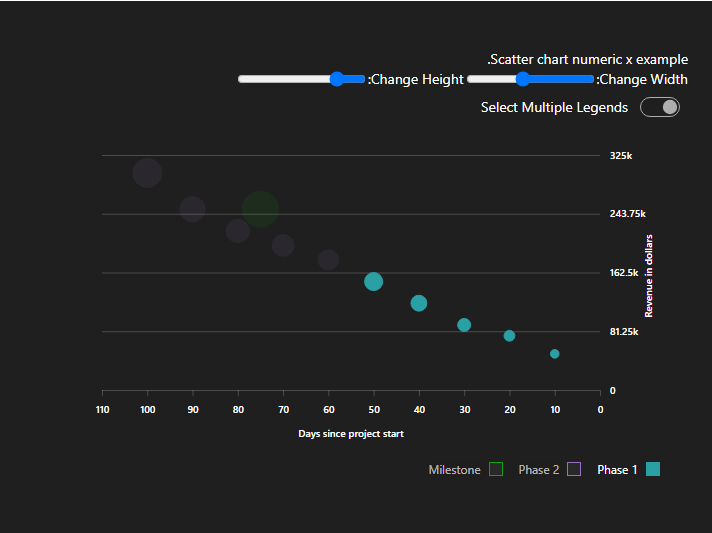 .Scatter chart numeric x example
:Change Width
:Change Height
Select Multiple Legends
325k
243.75k
162.5k
81.25k
0
Revenue in dollars
110 100 90 80 70 60 50 40 30 20 10 0
Days since project start
Milestone Phase 2 Phase 1